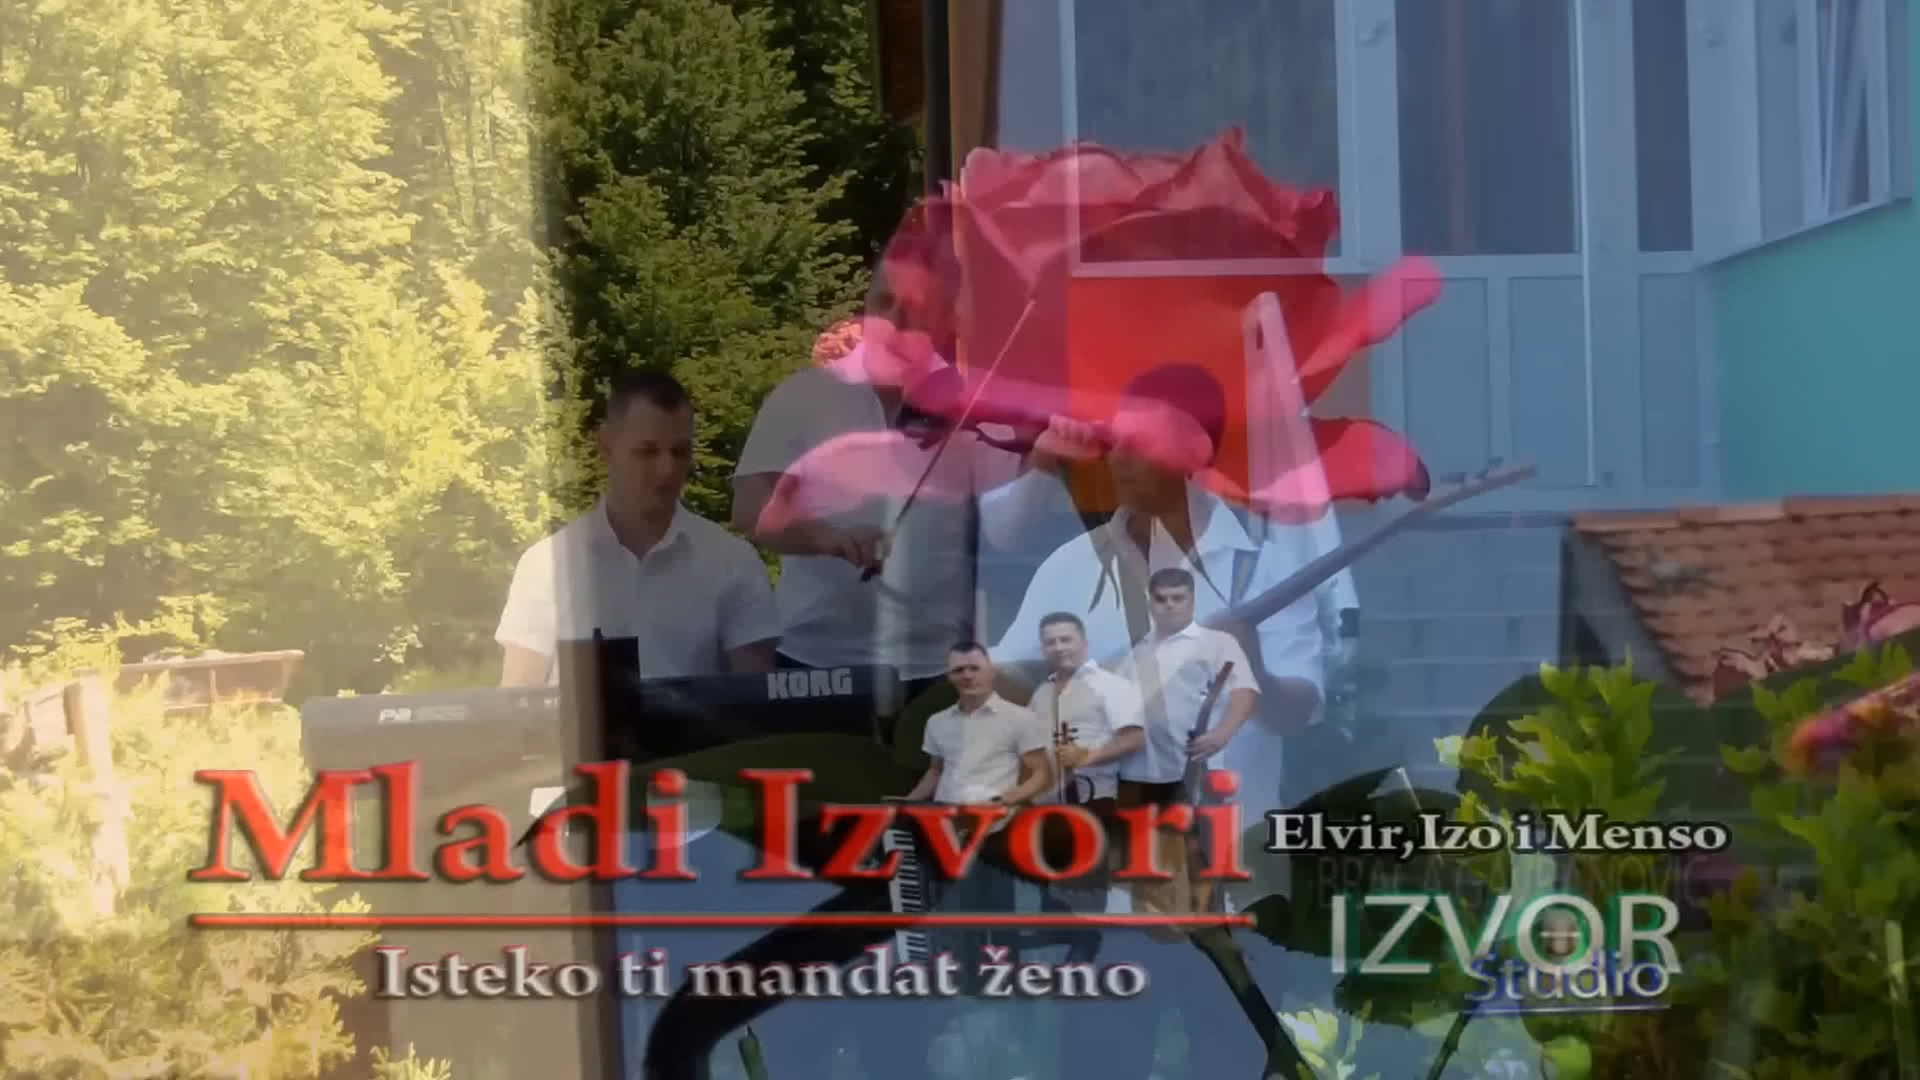 KORG
Mladi Izvori
Elvir,Izo i Menso
IZVOR
Studio
Isteko ti mandat ženo